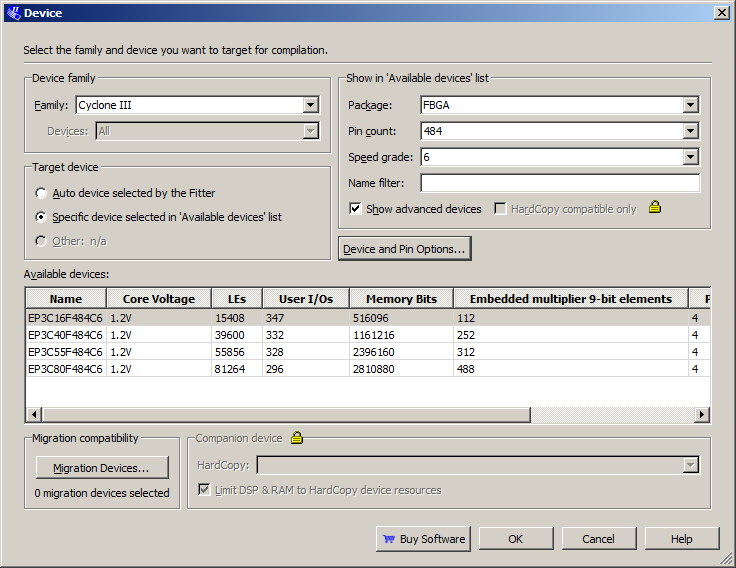 Device
Select the family and device you want to target for compilation.
Device family
Family: Cyclone III
Devices: All
Show in 'Available devices' list
Package: FBGA
Pin count: 484
Speed grade: 6
Name filter:
Show advanced devices HardCopy compatible only
Target device
Auto device selected by the Fitter
Specific device selected in 'Available devices' list
Other: n/a
Device and Pin Options...
Available devices:
Name Core Voltage LEs User I/Os Memory Bits Embedded multiplier 9-bit elements P
EP3C16F484C6 1.2V 15408 347 516096 112 4
EP3C40F484C6 1.2V 39600 332 1161216 252 4
EP3C55F484C6 1.2V 55856 328 2396160 312 4
EP3C80F484C6 1.2V 81264 296 2810880 488 4
Migration compatibility
Migration Devices...
0 migration devices selected
Companion device
HardCopy:
Limit DSP & RAM to HardCopy device resources
Buy Software OK Cancel Help